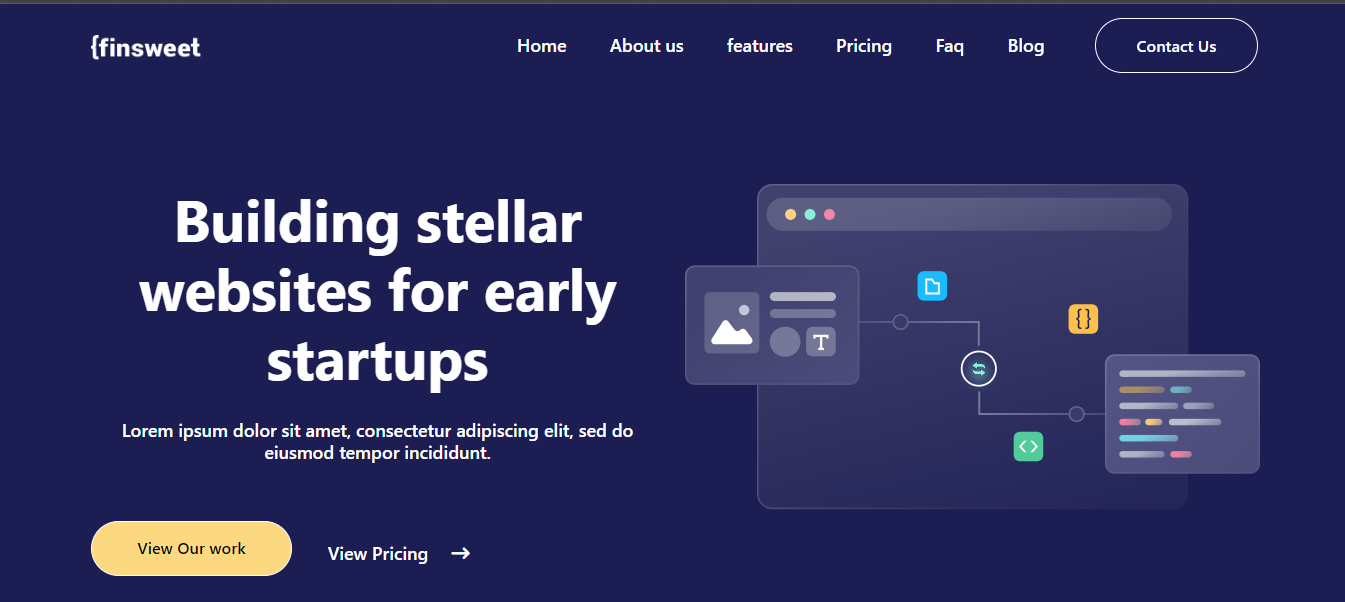 {finsweet
Home About us features Pricing Faq Blog Contact Us
Building stellar
websites for early
startups
Lorem ipsum dolor sit amet, consectetur adipiscing elit, sed do
eiusmod tempor incididunt.
View Our work
View Pricing →
T
{}
<>